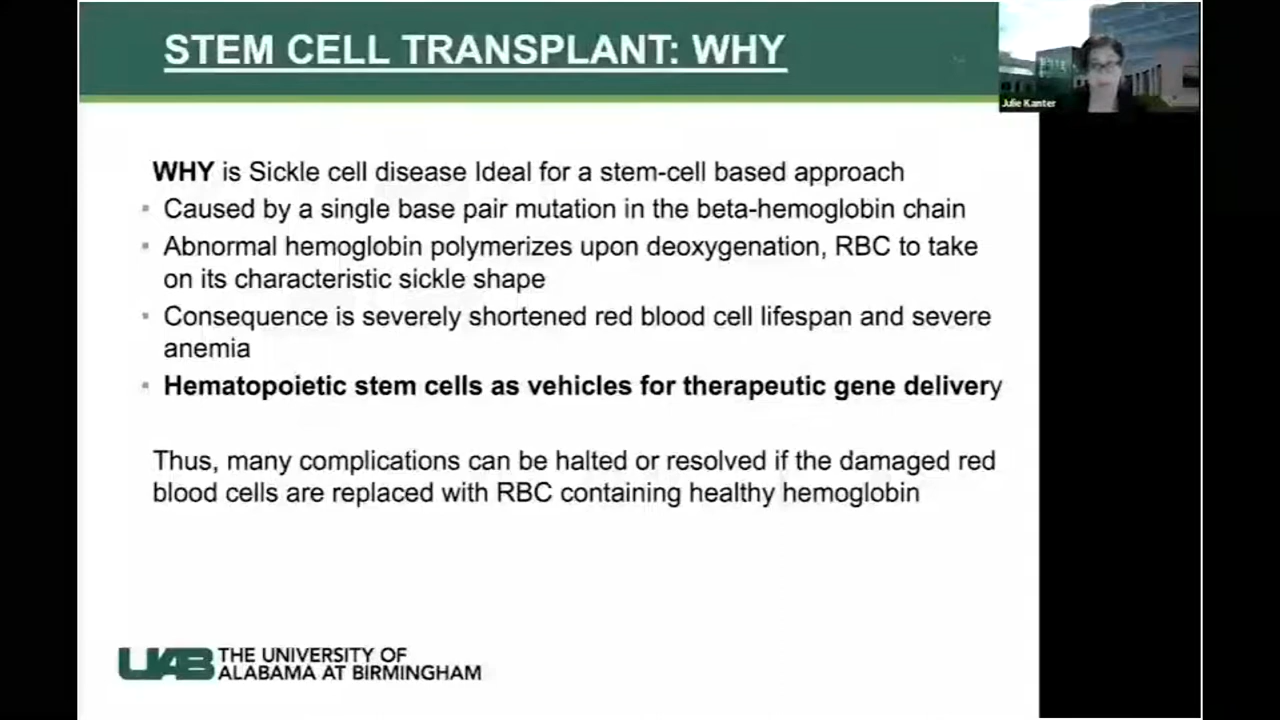 STEM CELL TRANSPLANT: WHY
Julie Kanter
WHY is Sickle cell disease Ideal for a stem-cell based approach
Caused by a single base pair mutation in the beta-hemoglobin chain
Abnormal hemoglobin polymerizes upon deoxygenation, RBC to take
on its characteristic sickle shape
Consequence is severely shortened red blood cell lifespan and severe
anemia
Hematopoietic stem cells as vehicles for therapeutic gene delivery
Thus, many complications can be halted or resolved if the damaged red
blood cells are replaced with RBC containing healthy hemoglobin
UAB THE UNIVERSITY OF
ALABAMA AT BIRMINGHAM